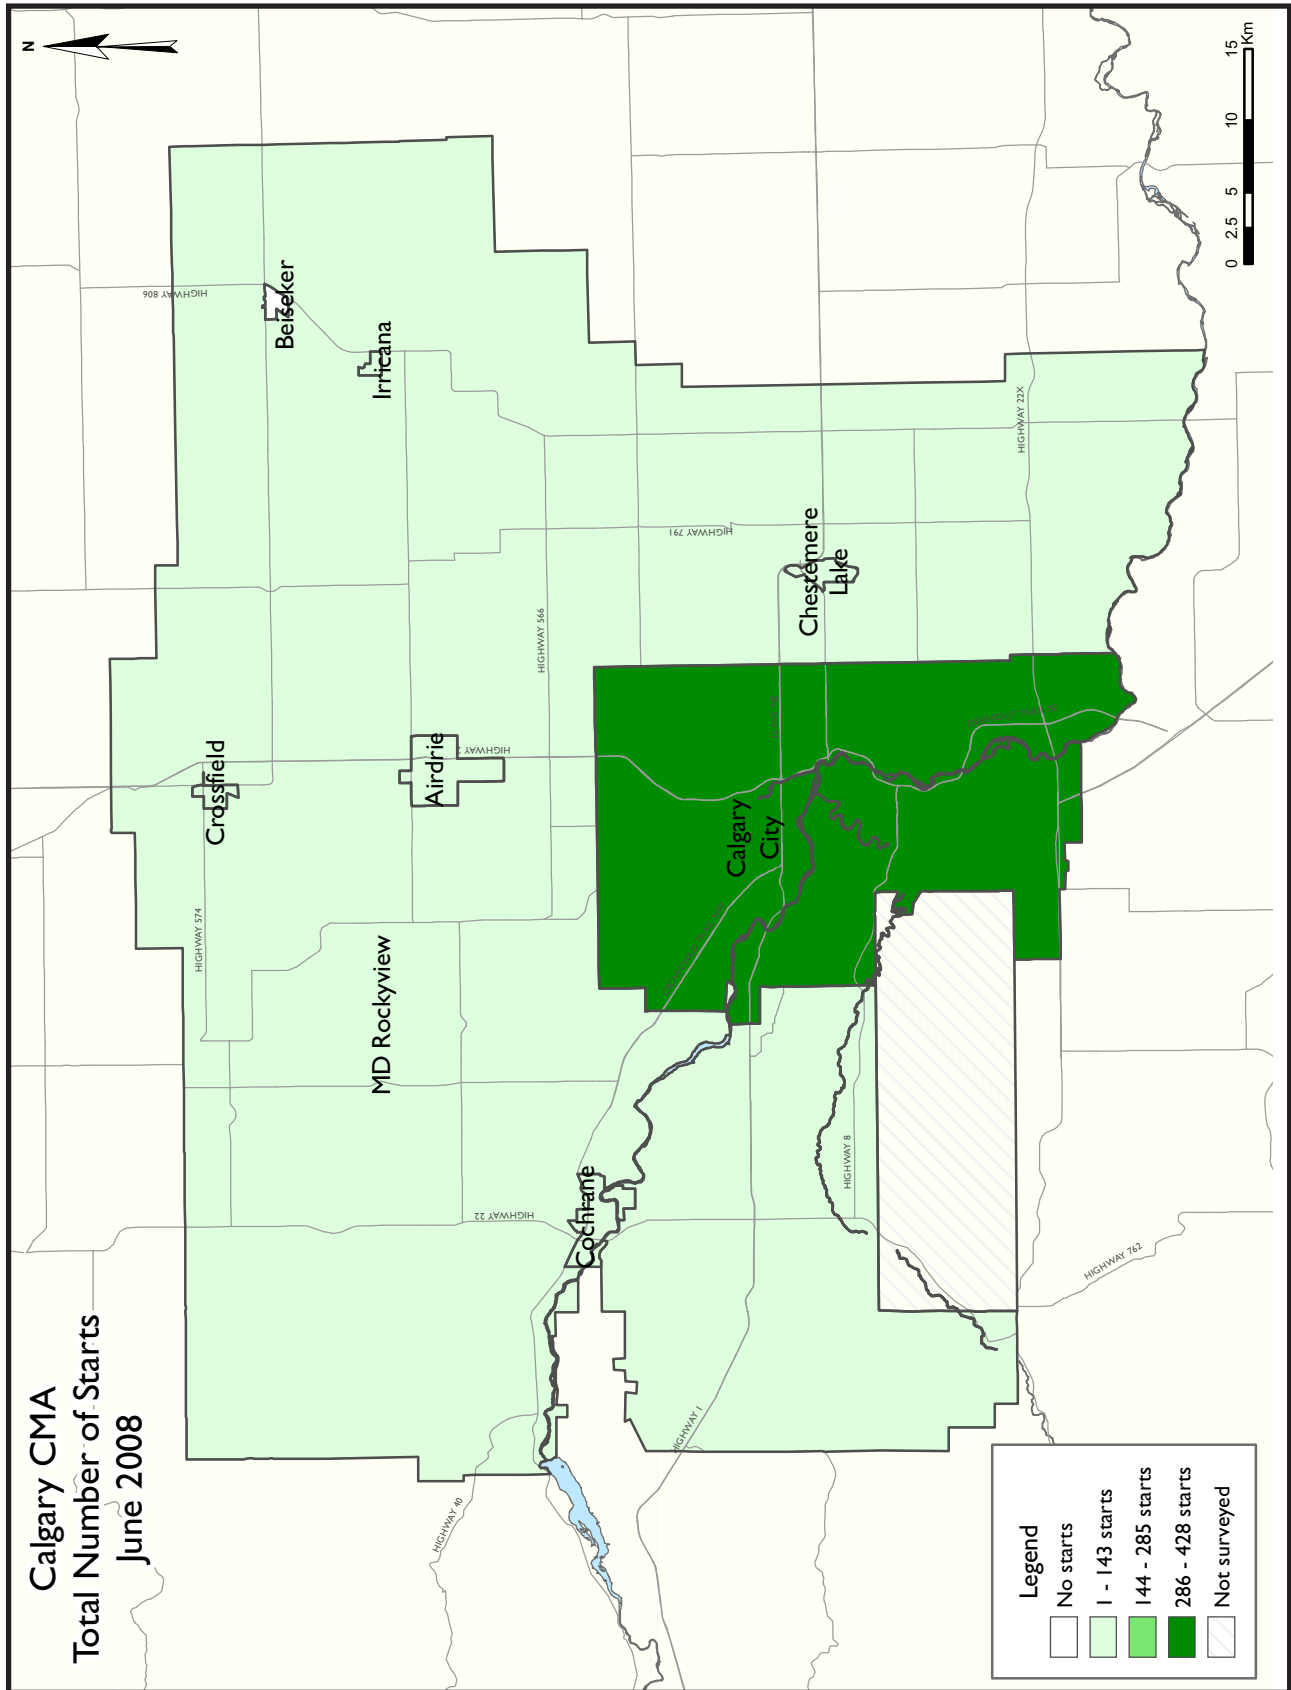 Calgary CMA
Total Number of Starts
June 2008
N
HIGHWAY 806
Beiseker
Irricana
Crossfield
HIGHWAY 574
Airdrie
HIGHWAY 2
HIGHWAY 566
MD Rockyview
HIGHWAY 791
HIGHWAY 22X
Chestemere
Lake
Calgary
City
Cochrane
HIGHWAY 22
HIGHWAY 8
HIGHWAY 1
HIGHWAY 40
HIGHWAY 762
Legend
No starts
1 - 143 starts
144 - 285 starts
286 - 428 starts
Not surveyed
0 2.5 5 10 15
Km